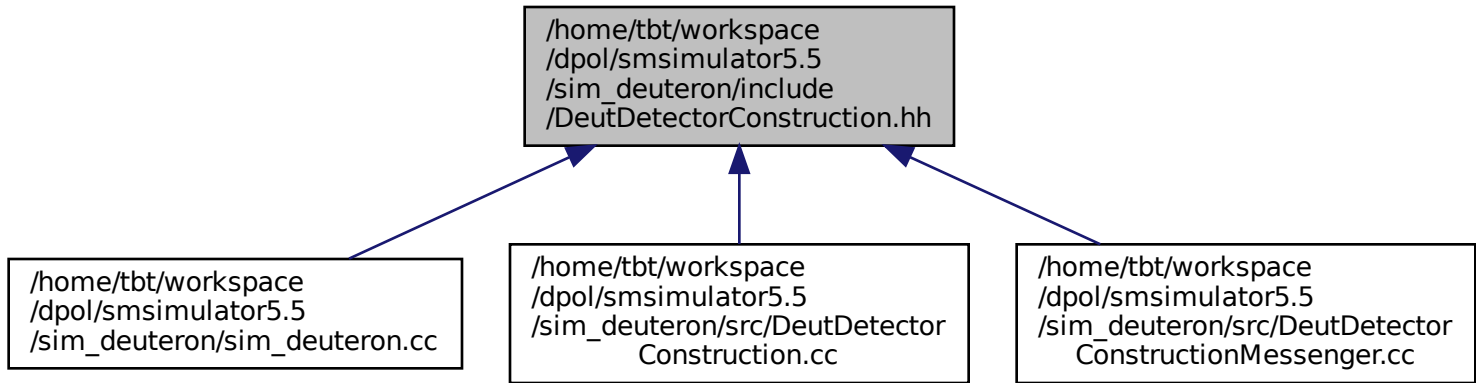 /home/tbt/workspace
/dpol/smsimulator5.5
/sim_deuteron/include
/DeutDetectorConstruction.hh
/home/tbt/workspace
/dpol/smsimulator5.5
/sim_deuteron/sim_deuteron.cc
/home/tbt/workspace
/dpol/smsimulator5.5
/sim_deuteron/src/DeutDetector
Construction.cc
/home/tbt/workspace
/dpol/smsimulator5.5
/sim_deuteron/src/DeutDetector
ConstructionMessenger.cc